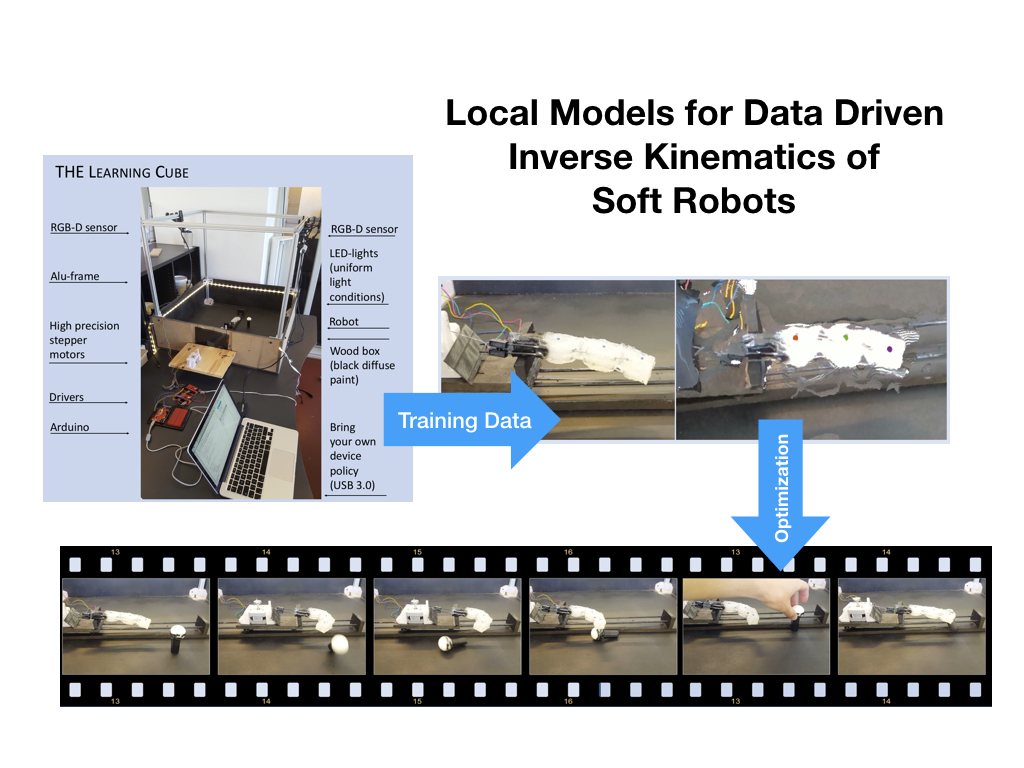 Local Models for Data Driven
Inverse Kinematics of
Soft Robots
THE LEARNING CUBE
RGB-D sensor
Alu-frame
High precision
stepper
motors
Drivers
Arduino
RGB-D sensor
LED-lights
(uniform
light
conditions)
Robot
Wood box
(black diffuse
paint)
Bring
your own
device
policy
(USB 3.0)
Training Data
Optimization
13
14
15
16
13
14
13
14
15
16
13
14